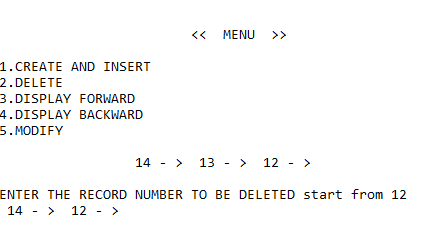 <<  MENU  >>
1.CREATE AND INSERT
2.DELETE
3.DISPLAY FORWARD
4.DISPLAY BACKWARD
5.MODIFY
14 - >  13 - >  12 - >
ENTER THE RECORD NUMBER TO BE DELETED start from 12
14 - >  12 - >